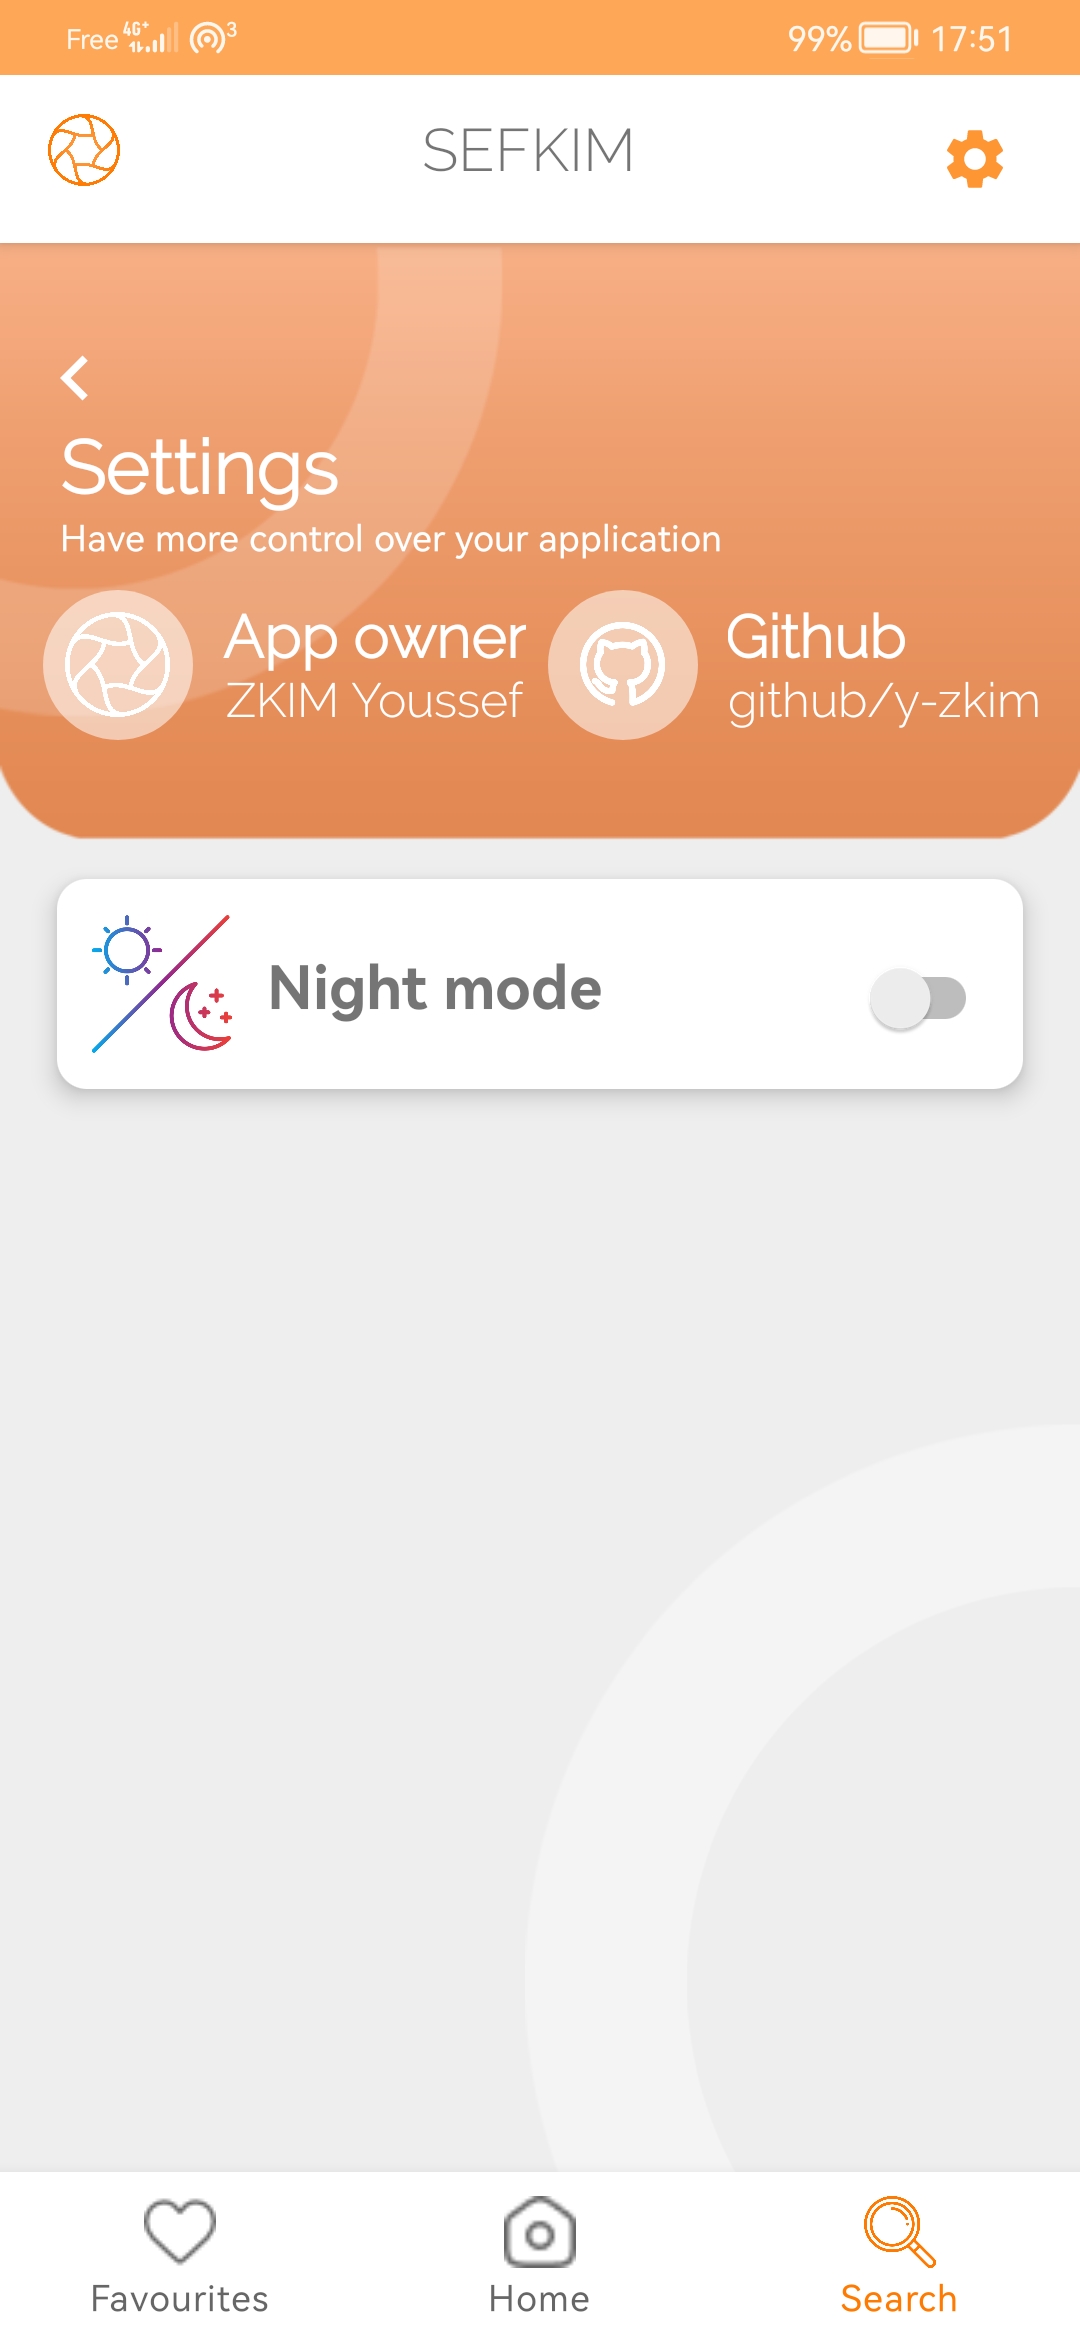 Free 4G+ 3 99% 17:51
SEFKIM
Settings
Have more control over your application
App owner
ZKIM Youssef
Github
github/y-zkim
Night mode
Favourites Home Search